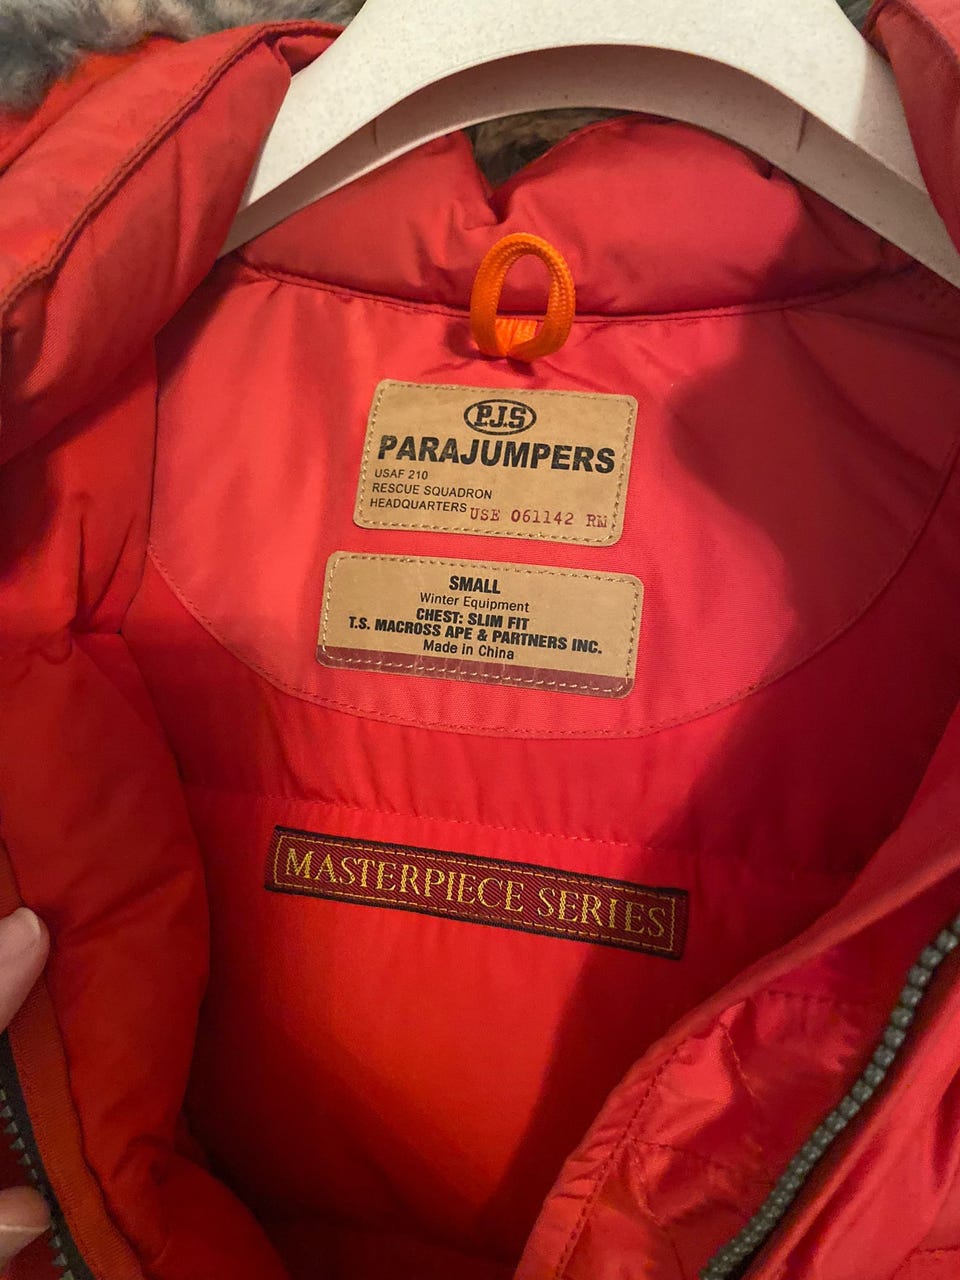 P.J.S
PARAJUMPERS
USAF 210
RESCUE SQUADRON
HEADQUARTERS USE 061142 RN
SMALL
Winter Equipment
CHEST: SLIM FIT
T.S. MACROSS APE & PARTNERS INC.
Made in China
MASTERPIECE SERIES